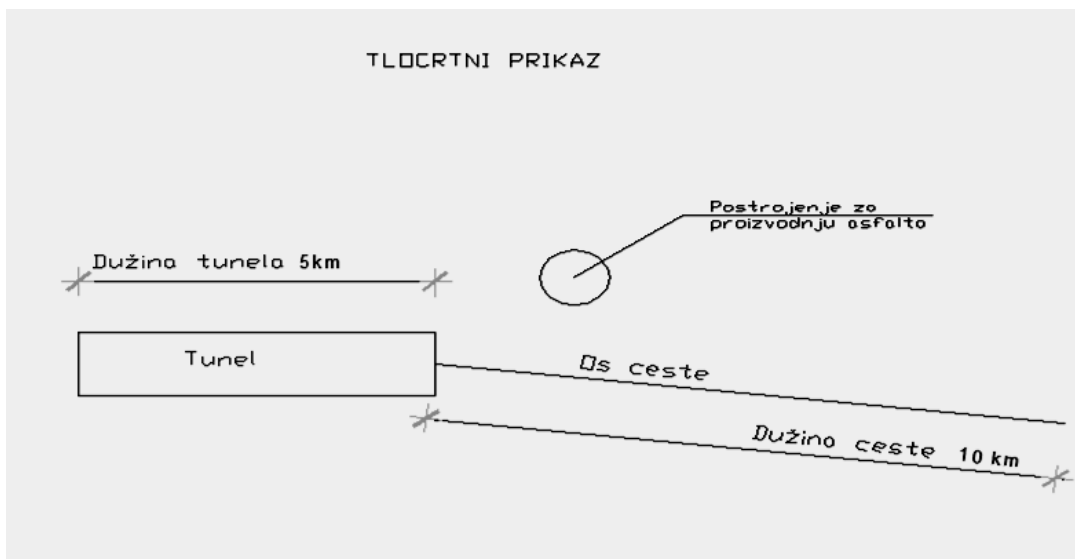 TLOCRTNI PRIKAZ
Postrojenje za
proizvodnju asfalta
Dužina tunela 5km
Tunel
Os ceste
Dužina ceste 10 km